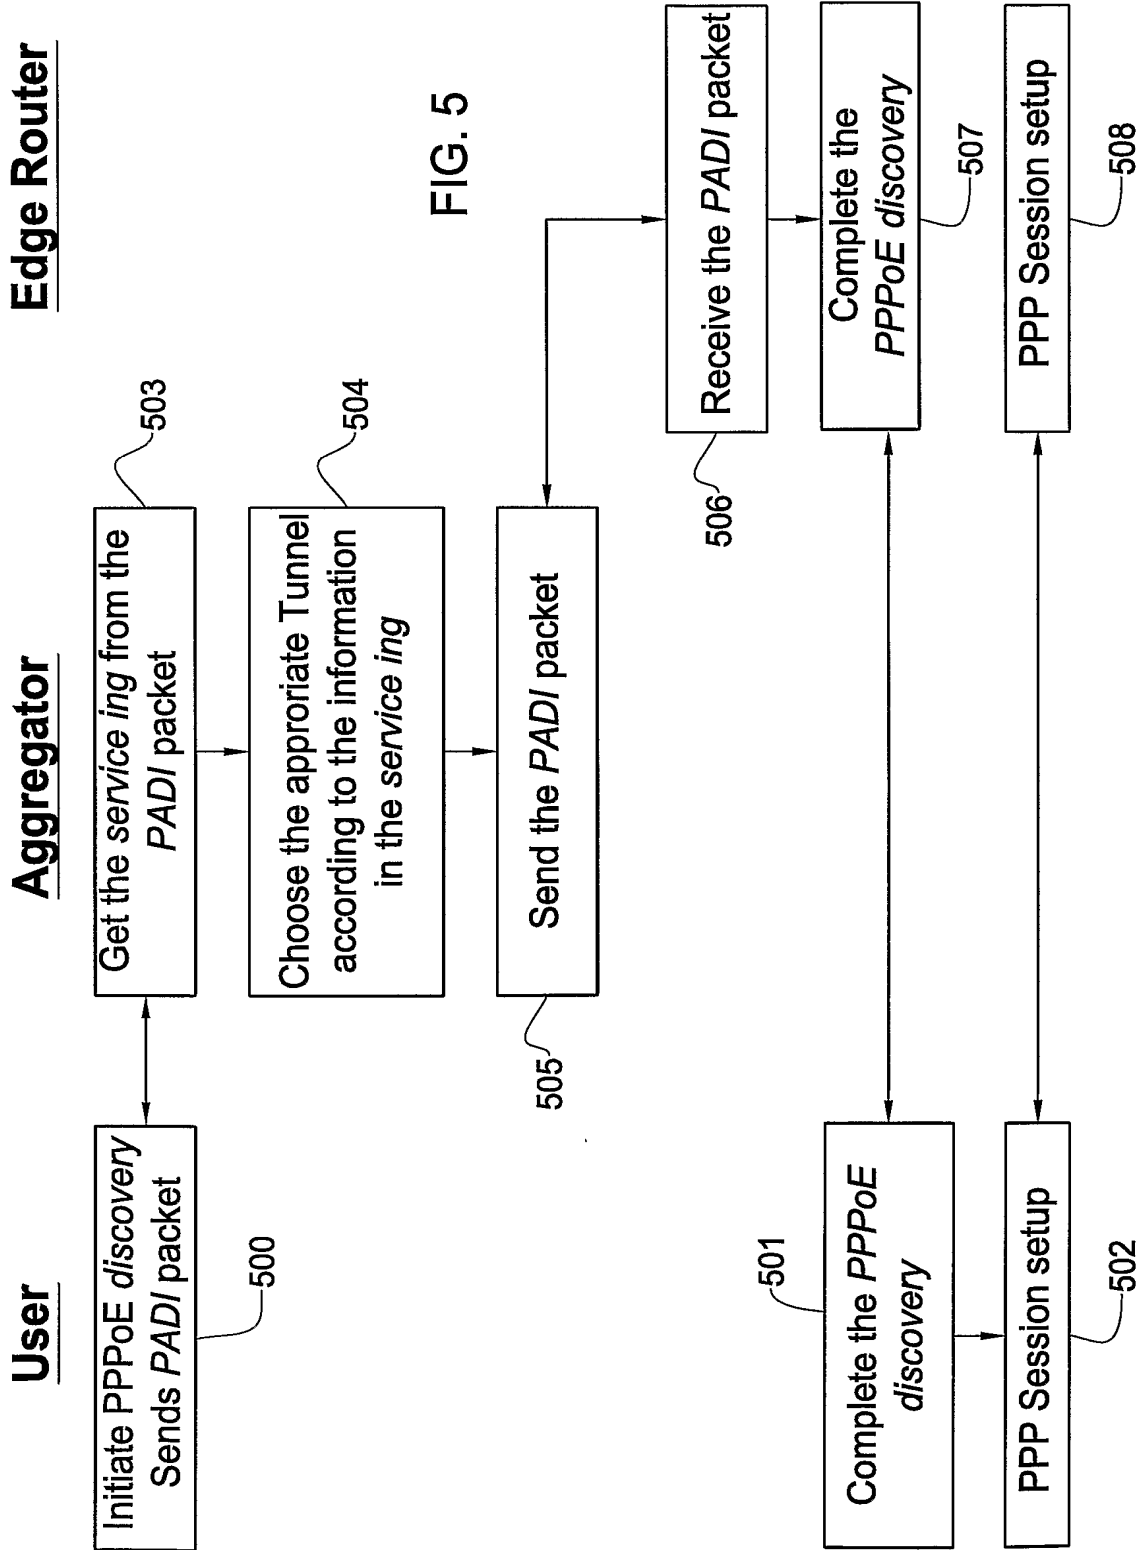 User
Aggregator
Edge Router
Initiate PPPoE discovery
Sends PADI packet
500
Get the service ing from the
PADI packet
503
Choose the approriate Tunnel
according to the information
in the service ing
504
Send the PADI packet
505
FIG. 5
Receive the PADI packet
506
Complete the PPPoE
discovery
501
Complete the
PPPoE discovery
507
PPP Session setup
502
PPP Session setup
508